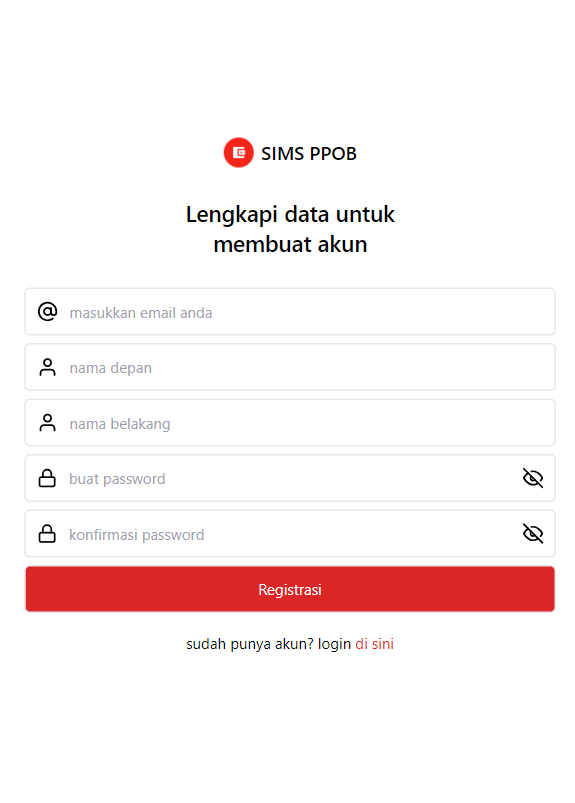 SIMS PPOB
Lengkapi data untuk
membuat akun
masukkan email anda
nama depan
nama belakang
buat password
konfirmasi password
Registrasi
sudah punya akun? login di sini